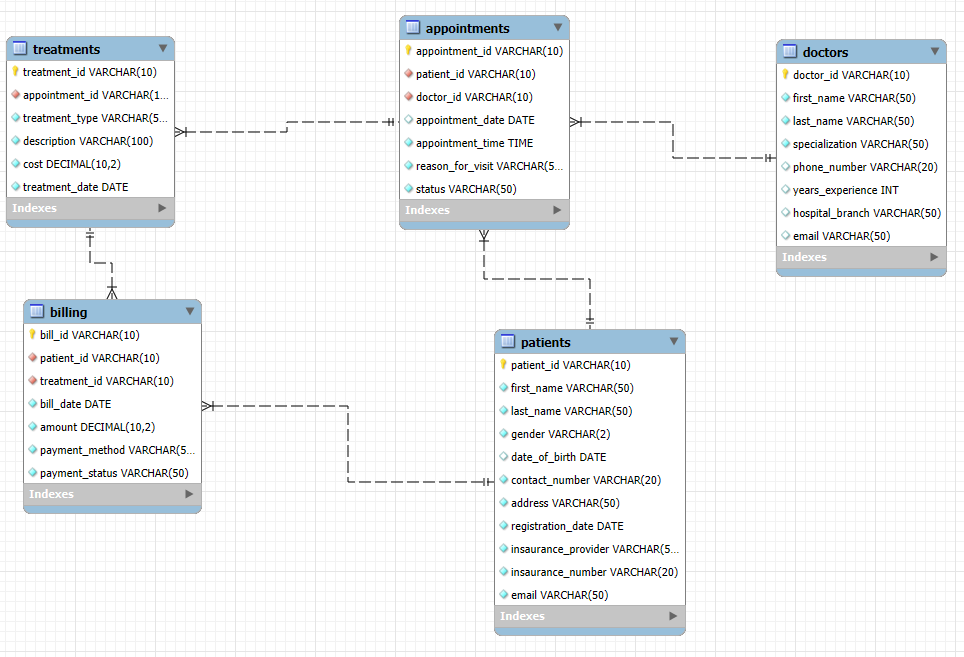 treatments
treatment_id VARCHAR(10)
appointment_id VARCHAR(1...
treatment_type VARCHAR(5...
description VARCHAR(100)
cost DECIMAL(10,2)
treatment_date DATE
Indexes
appointments
appointment_id VARCHAR(10)
patient_id VARCHAR(10)
doctor_id VARCHAR(10)
appointment_date DATE
appointment_time TIME
reason_for_visit VARCHAR(5...
status VARCHAR(50)
Indexes
doctors
doctor_id VARCHAR(10)
first_name VARCHAR(50)
last_name VARCHAR(50)
specialization VARCHAR(50)
phone_number VARCHAR(20)
years_experience INT
hospital_branch VARCHAR(50)
email VARCHAR(50)
Indexes
billing
bill_id VARCHAR(10)
patient_id VARCHAR(10)
treatment_id VARCHAR(10)
bill_date DATE
amount DECIMAL(10,2)
payment_method VARCHAR(5...
payment_status VARCHAR(50)
Indexes
patients
patient_id VARCHAR(10)
first_name VARCHAR(50)
last_name VARCHAR(50)
gender VARCHAR(2)
date_of_birth DATE
contact_number VARCHAR(20)
address VARCHAR(50)
registration_date DATE
insaurance_provider VARCHAR(5...
insaurance_number VARCHAR(20)
email VARCHAR(50)
Indexes